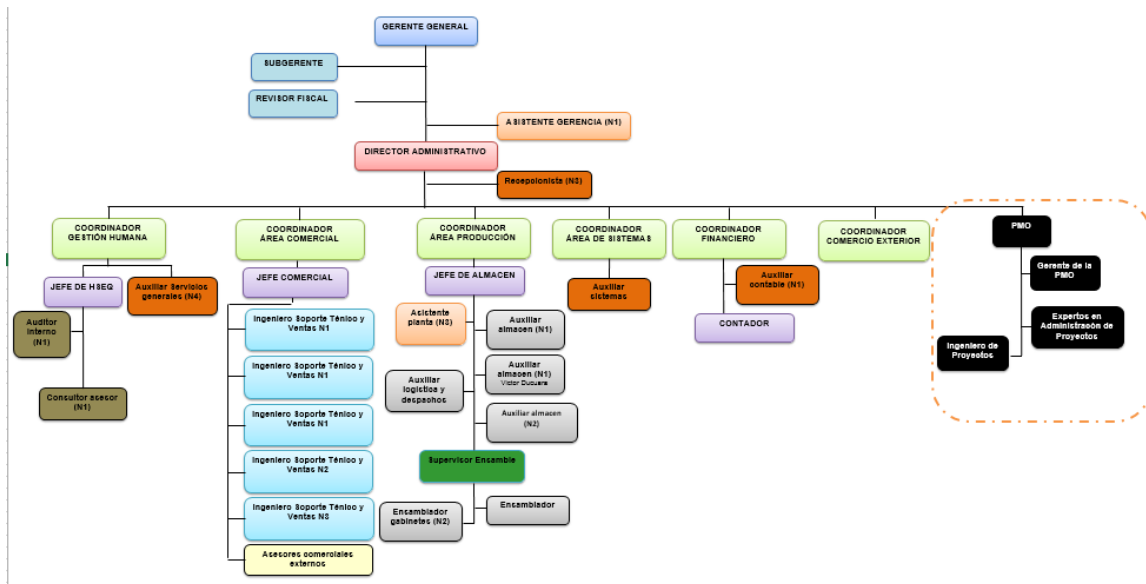 GERENTE GENERAL
SUBGERENTE
REVISOR FISCAL
ASISTENTE GERENCIA (N1)
DIRECTOR ADMINISTRATIVO
Recepcionista (N3)
COORDINADOR
GESTIÓN HUMANA
COORDINADOR
ÁREA COMERCIAL
COORDINADOR
ÁREA PRODUCCIÓN
COORDINADOR
ÁREA DE SISTEMAS
COORDINADOR
FINANCIERO
COORDINADOR
COMERCIO EXTERIOR
PMO
JEFE DE HSEQ
Auxiliar Servicios
generales (N4)
Auditor
interno
(N1)
Consultor asesor
(N1)
JEFE COMERCIAL
Ingeniero Soporte Ténico y
Ventas N1
Ingeniero Soporte Ténico y
Ventas N1
Ingeniero Soporte Ténico y
Ventas N1
Ingeniero Soporte Ténico y
Ventas N2
Ingeniero Soporte Ténico y
Ventas N3
Asesores comerciales
externos
JEFE DE ALMACEN
Asistente
planta (N3)
Auxiliar
almacen (N1)
Auxiliar
almacen (N1)
Victor Ducuara
Auxiliar
logistica y
despachos
Auxiliar almacen
(N2)
Supervisor Ensamble
Ensamblador
gabinetes (N2)
Ensamblador
Auxiliar
sistemas
Auxiliar
contable (N1)
CONTADOR
Gerente de la
PMO
Expertos en
Administración de
Proyectos
Ingeniero de
Proyectos